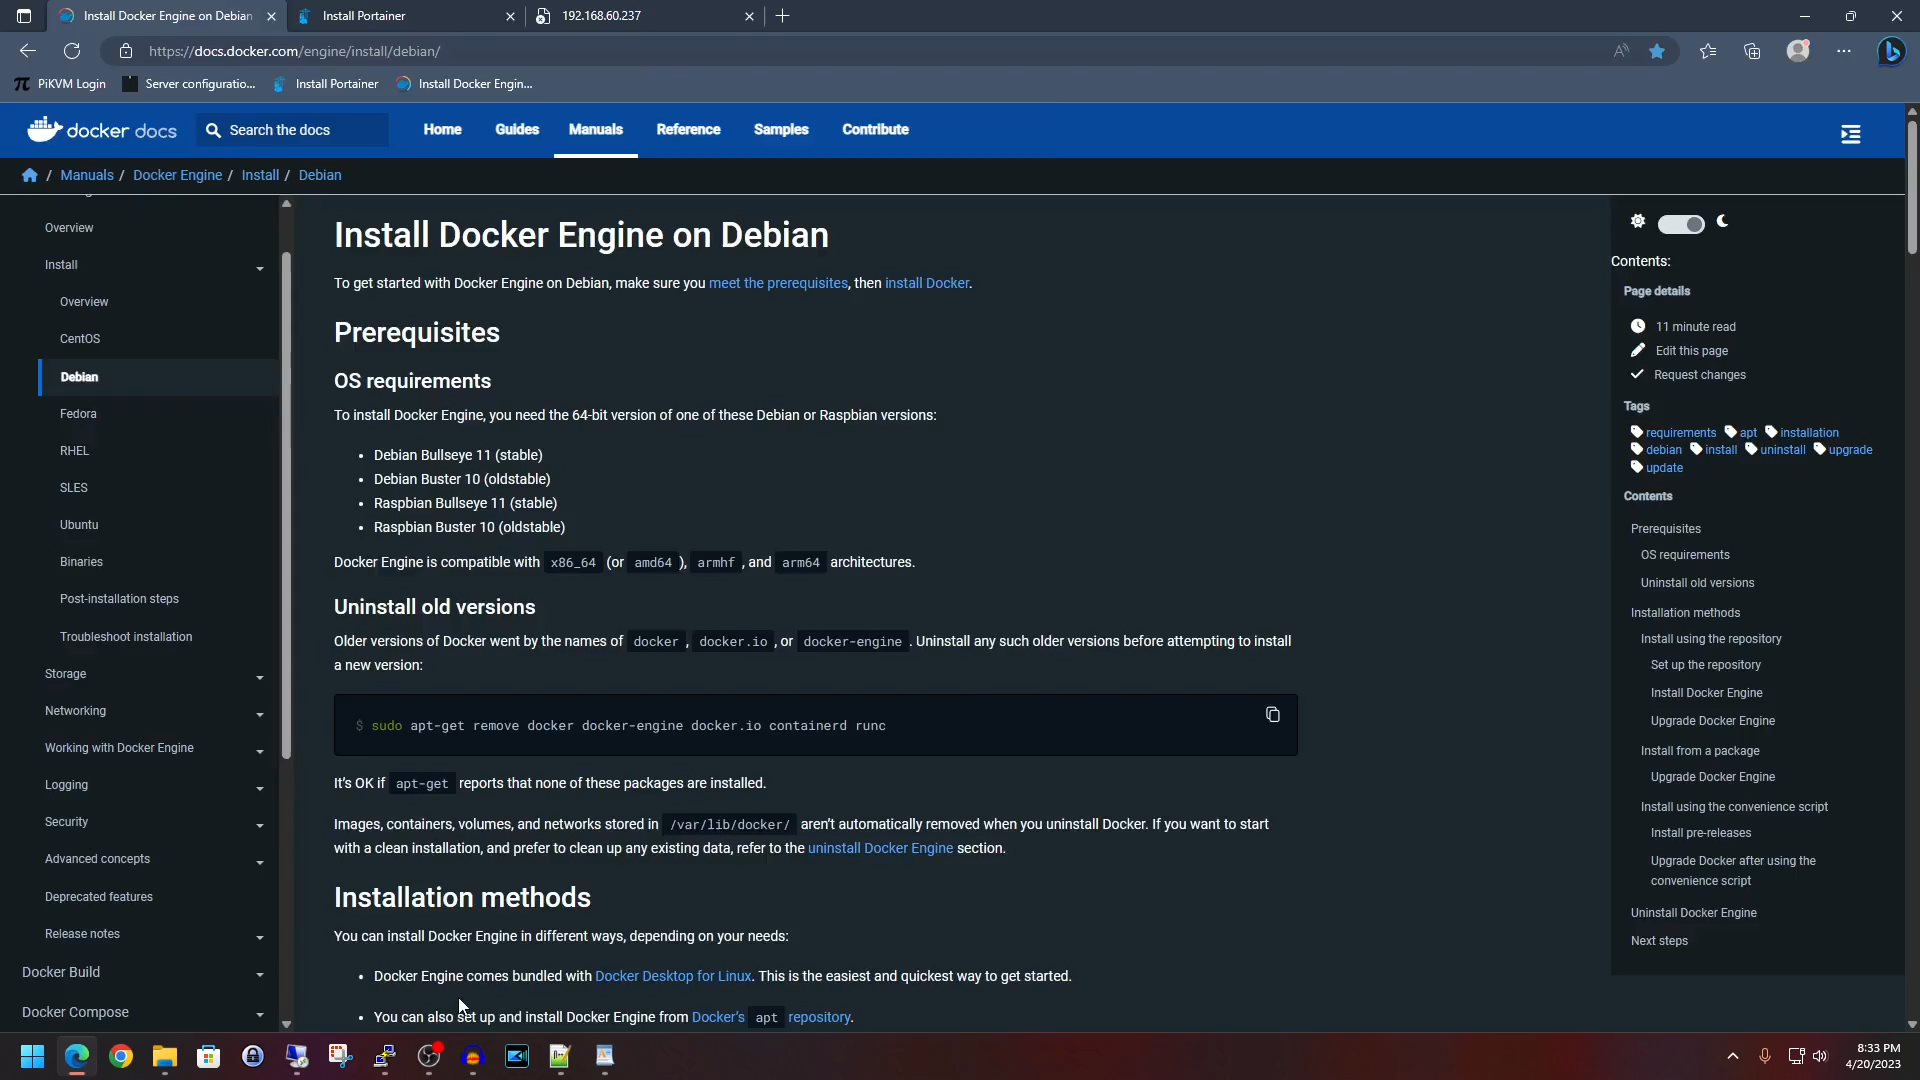 Install Docker Engine on Debian
Install Portainer
192.168.60.237
https://docs.docker.com/engine/install/debian/
PiKVM Login
Server configuratio...
Install Portainer
Install Docker Engin...
docker docs
Search the docs
Home
Guides
Manuals
Reference
Samples
Contribute
/ Manuals / Docker Engine / Install / Debian
Overview
Install
Overview
CentOS
Debian
Fedora
RHEL
SLES
Ubuntu
Binaries
Post-installation steps
Troubleshoot installation
Storage
Networking
Working with Docker Engine
Logging
Security
Advanced concepts
Deprecated features
Release notes
Docker Build
Docker Compose
Install Docker Engine on Debian
To get started with Docker Engine on Debian, make sure you meet the prerequisites, then install Docker.
Prerequisites
OS requirements
To install Docker Engine, you need the 64-bit version of one of these Debian or Raspbian versions:
• Debian Bullseye 11 (stable)
• Debian Buster 10 (oldstable)
• Raspbian Bullseye 11 (stable)
• Raspbian Buster 10 (oldstable)
Docker Engine is compatible with x86_64 (or amd64 ), armhf , and arm64 architectures.
Uninstall old versions
Older versions of Docker went by the names of docker , docker.io , or docker-engine . Uninstall any such older versions before attempting to install
a new version:
$ sudo apt-get remove docker docker-engine docker.io containerd runc
It's OK if apt-get reports that none of these packages are installed.
Images, containers, volumes, and networks stored in /var/lib/docker/ aren't automatically removed when you uninstall Docker. If you want to start
with a clean installation, and prefer to clean up any existing data, refer to the uninstall Docker Engine section.
Installation methods
You can install Docker Engine in different ways, depending on your needs:
• Docker Engine comes bundled with Docker Desktop for Linux. This is the easiest and quickest way to get started.
• You can also set up and install Docker Engine from Docker's apt repository.
Contents:
Page details
11 minute read
Edit this page
Request changes
Tags
requirements apt installation
debian install uninstall upgrade
update
Contents
Prerequisites
OS requirements
Uninstall old versions
Installation methods
Install using the repository
Set up the repository
Install Docker Engine
Upgrade Docker Engine
Install from a package
Upgrade Docker Engine
Install using the convenience script
Install pre-releases
Upgrade Docker after using the
convenience script
Uninstall Docker Engine
Next steps
8:33 PM
4/20/2023